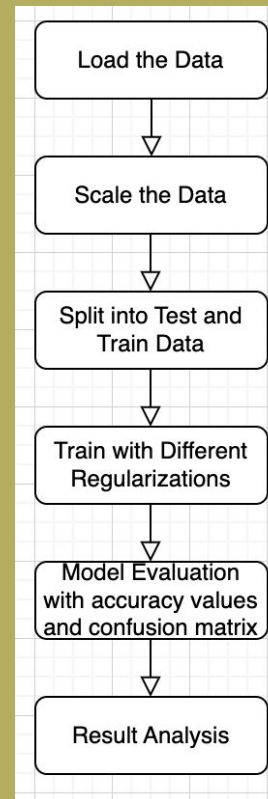 Load the Data
Scale the Data
Split into Test and
Train Data
Train with Different
Regularizations
Model Evaluation
with accuracy values
and confusion matrix
Result Analysis